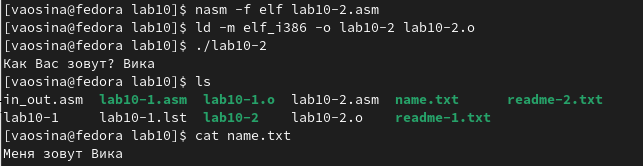 [vaosina@fedora lab10]$ nasm -f elf lab10-2.asm
[vaosina@fedora lab10]$ ld -m elf_i386 -o lab10-2 lab10-2.o
[vaosina@fedora lab10]$ ./lab10-2
Как Вас зовут? Вика
[vaosina@fedora lab10]$ ls
in_out.asm lab10-1.asm lab10-1.o lab10-2.asm name.txt readme-2.txt
lab10-1 lab10-1.lst lab10-2 lab10-2.o readme-1.txt
[vaosina@fedora lab10]$ cat name.txt
Меня зовут Вика